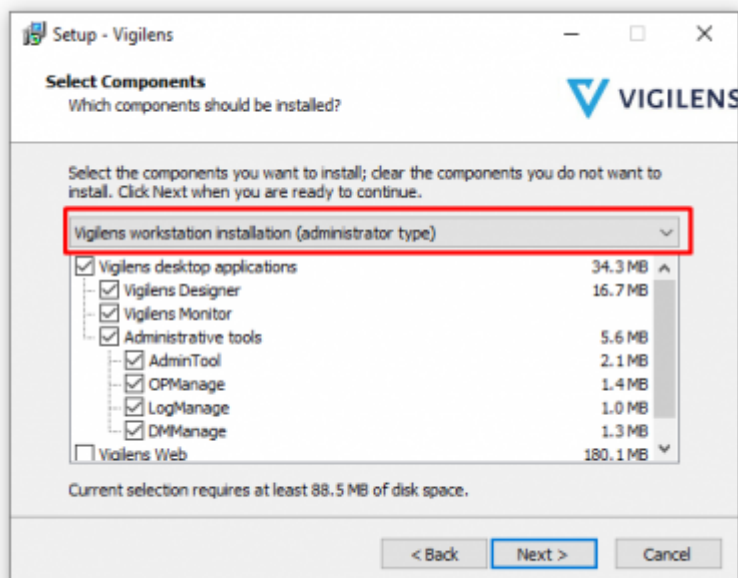 Setup - Vigilens
Select Components
Which components should be installed?
VIGILENS
Select the components you want to install; clear the components you do not want to
install. Click Next when you are ready to continue.
Vigilens workstation installation (administrator type)
Vigilens desktop applications 34.3 MB
Vigilens Designer 16.7 MB
Vigilens Monitor
Administrative tools 5.6 MB
AdminTool 2.1 MB
OPManage 1.4 MB
LogManage 1.0 MB
DMManage 1.3 MB
Vigilens Web 180.1 MB
Current selection requires at least 88.5 MB of disk space.
< Back Next > Cancel